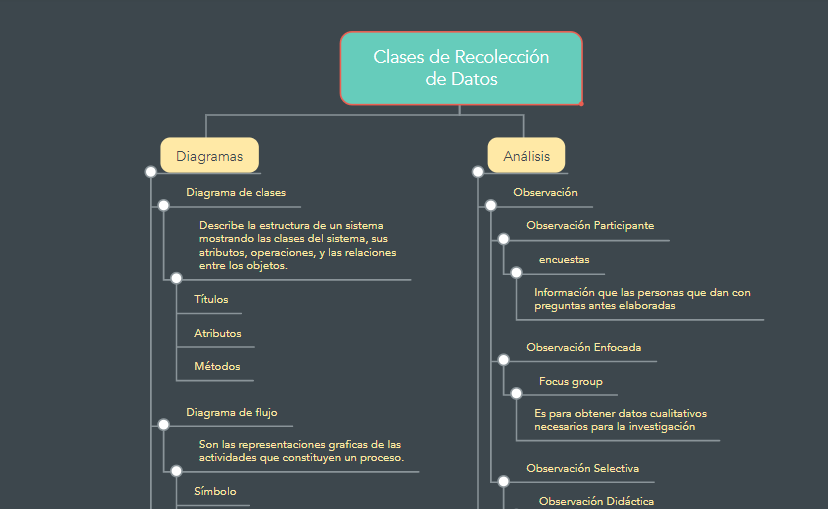 Clases de Recolección
de Datos
Diagramas
Diagrama de clases
Describe la estructura de un sistema
mostrando las clases del sistema, sus
atributos, operaciones, y las relaciones
entre los objetos.
Títulos
Atributos
Métodos
Diagrama de flujo
Son las representaciones graficas de las
actividades que constituyen un proceso.
Símbolo
Análisis
Observación
Observación Participante
encuestas
Información que las personas que dan con
preguntas antes elaboradas
Observación Enfocada
Focus group
Es para obtener datos cualitativos
necesarios para la investigación
Observación Selectiva
Observación Didáctica